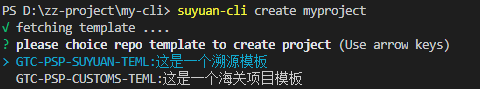 PS D:\zz-project\my-cli> suyuan-cli create myproject
√ fetching template ....
? please choice repo template to create project (Use arrow keys)
> GTC-PSP-SUYUAN-TEML:这是一个溯源模板
GTC-PSP-CUSTOMS-TEML:这是一个海关项目模板